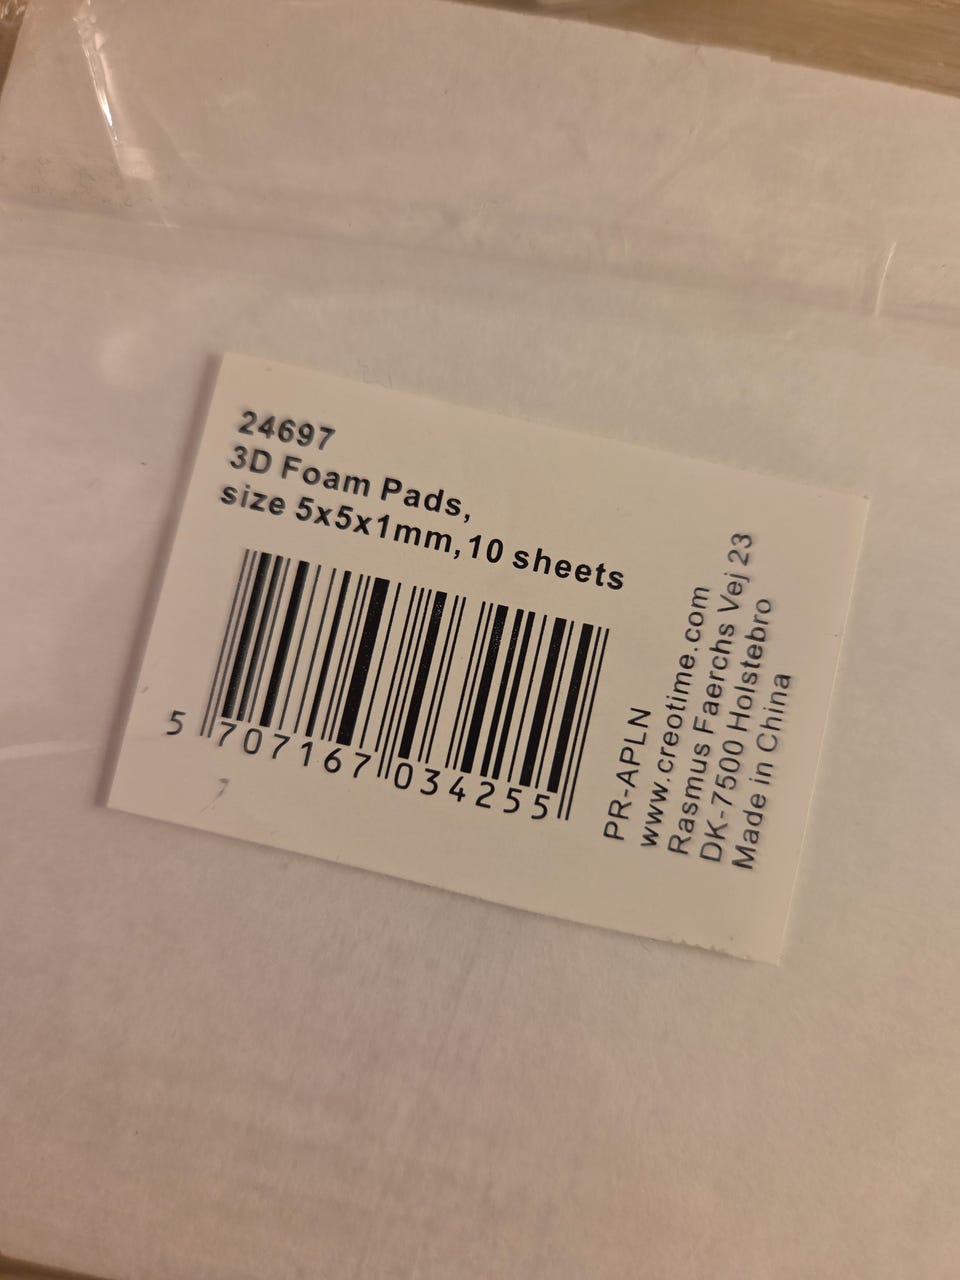 24697
3D Foam Pads,
size 5x5x1mm, 10 sheets
5 707167 034255
PR-APLN
www.creotime.com
Rasmus Faerchs Vej 23
DK-7500 Holstebro
Made in China